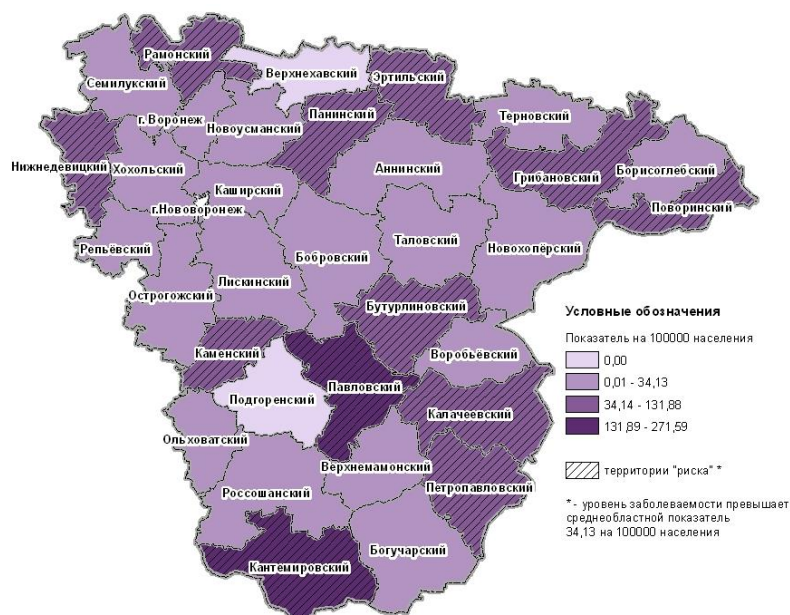 Рамонский
Семилукский
Верхнехавский
Эртильский
г. Воронеж
Новоусманский
Панинский
Терновский
Нижнедевицкий
Хохольский
Аннинский
Грибановский
Борисоглебский
Каширский
Поворинский
г.Нововоронеж
Репьёвский
Бобровский
Таловский
Новохопёрский
Острогожский
Лискинский
Бутурлиновский
Каменский
Воробьёвский
Павловский
Подгоренский
Калачеевский
Ольховатский
Верхнемамонский
Россошанский
Петропавловский
Богучарский
Кантемировский
Условные обозначения
Показатель на 100000 населения
0,00
0,01 - 34,13
34,14 - 131,88
131,89 - 271,59
территории "риска" *
* - уровень заболеваемости превышает
среднеобластной показатель
34,13 на 100000 населения